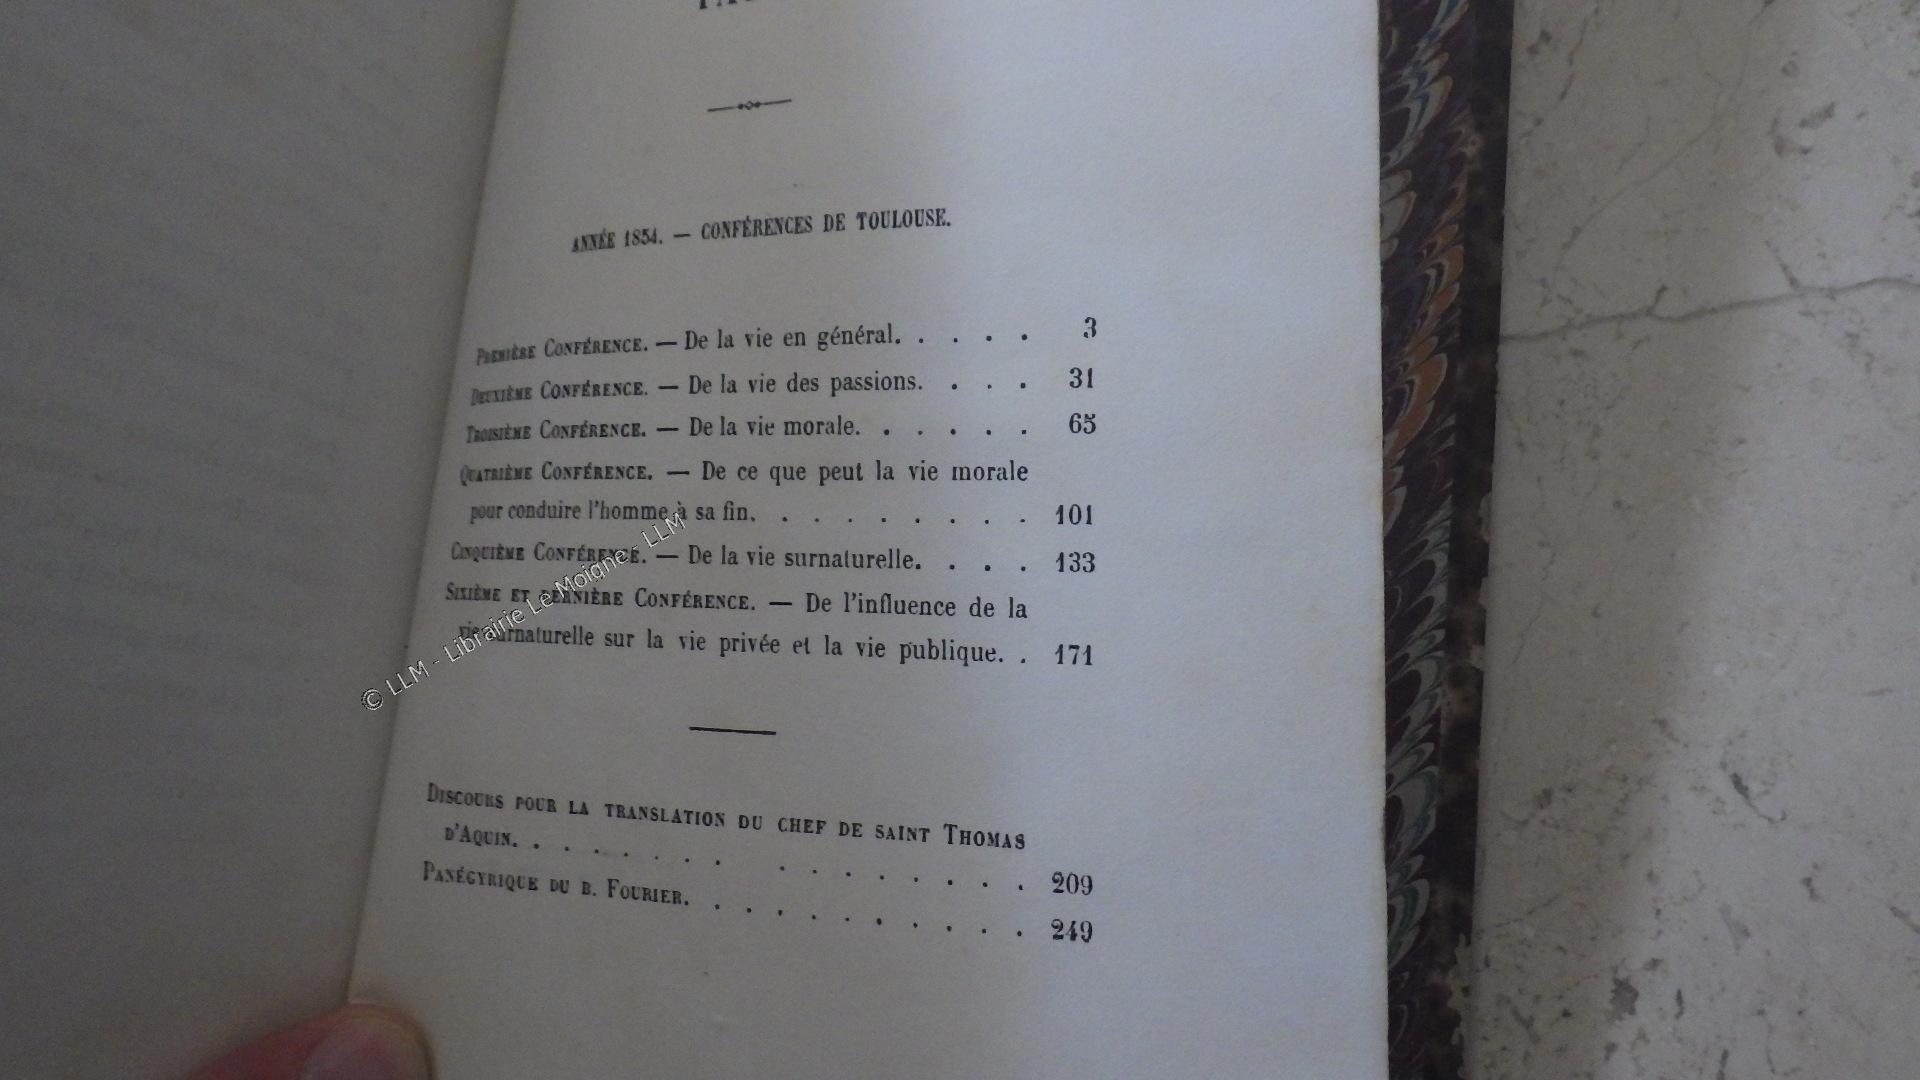 ANNÉE 1854. — CONFÉRENCES DE TOULOUSE.
PREMIÈRE CONFÉRENCE. — De la vie en général. . . . . 3
DEUXIÈME CONFÉRENCE. — De la vie des passions. . . . 31
TROISIÈME CONFÉRENCE. — De la vie morale. . . . . . 65
QUATRIÈME CONFÉRENCE. — De ce que peut la vie morale
pour conduire l'homme à sa fin. . . . . . . . . 101
CINQUIÈME CONFÉRENCE. — De la vie surnaturelle. . . . 133
SIXIÈME ET DERNIÈRE CONFÉRENCE. — De l'influence de la
vie surnaturelle sur la vie privée et la vie publique. . 171
DISCOURS POUR LA TRANSLATION DU CHEF DE SAINT THOMAS
D'AQUIN. . . . . . . . . . . . . . . . 209
PANÉGYRIQUE DU B. FOURIER. . . . . . . . . . . 249
© LLM - Librairie Le Moigne - LLM